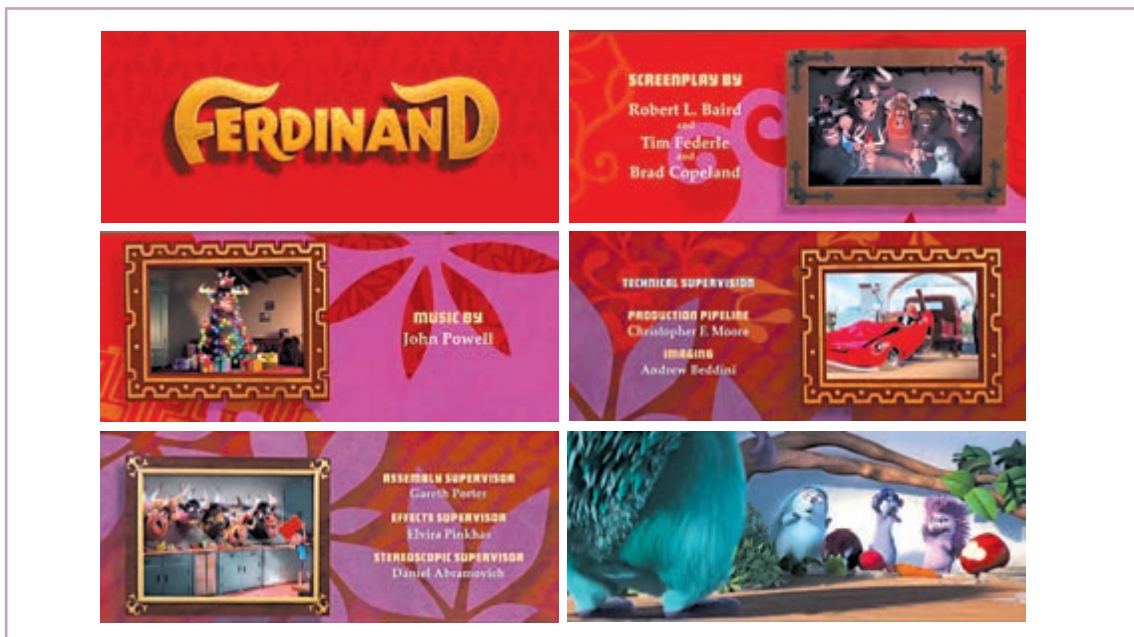 FERDINAND
SCREENPLAY BY
Robert L. Baird
and
Tim Federle
and
Brad Copeland
MUSIC BY
John Powell
TECHNICAL SUPERVISION
PRODUCTION PIPELINE
Christopher F. Moore
IMAGING
Andrew Beddini
ASSEMBLY SUPERVISOR
Gareth Porter
EFFECTS SUPERVISOR
Elvira Pinkhas
STEREOSCOPIC SUPERVISOR
Daniel Abramovich